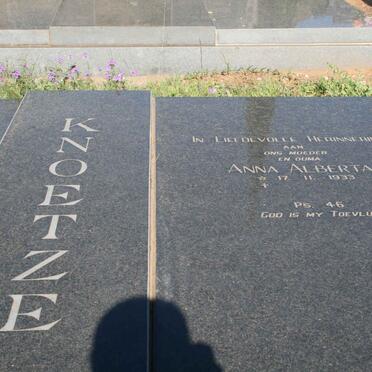 KNOETZE
IN LIEFDEVOLLE HERINNERI
AAN
ONS MOEDER
EN OUMA
ANNA ALBERTA
☆ 17. 11. 1933
✝
PS. 46
GOD IS MY TOEVLU